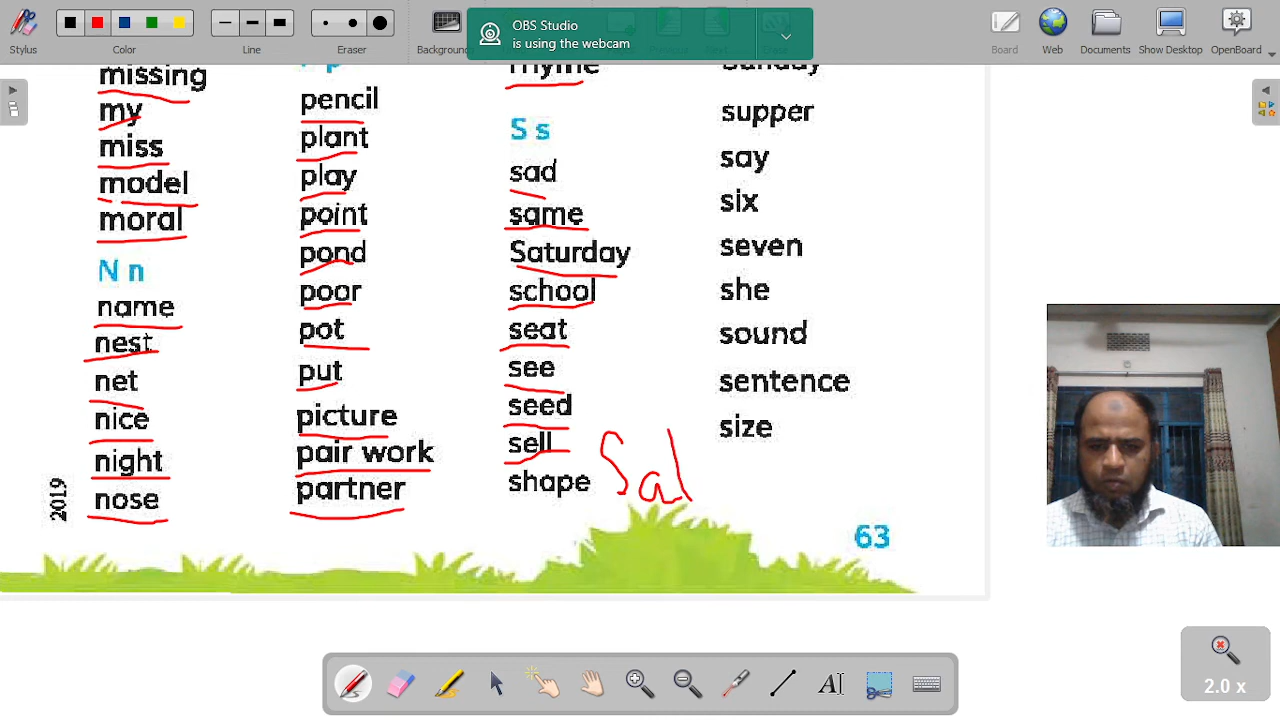 OBS Studio
is using the webcam
Stylus
Color
Line
Eraser
Background
Board
Web
Documents
Show Desktop
OpenBoard
missing
my
miss
model
moral
N n
name
nest
net
nice
night
nose
2019
pencil
plant
play
point
pond
poor
pot
put
picture
pair work
partner
rhyme
S s
sad
same
Saturday
school
seat
see
seed
sell
shape
Sal
Sunday
supper
say
six
seven
she
sound
sentence
size
63
2.0 x